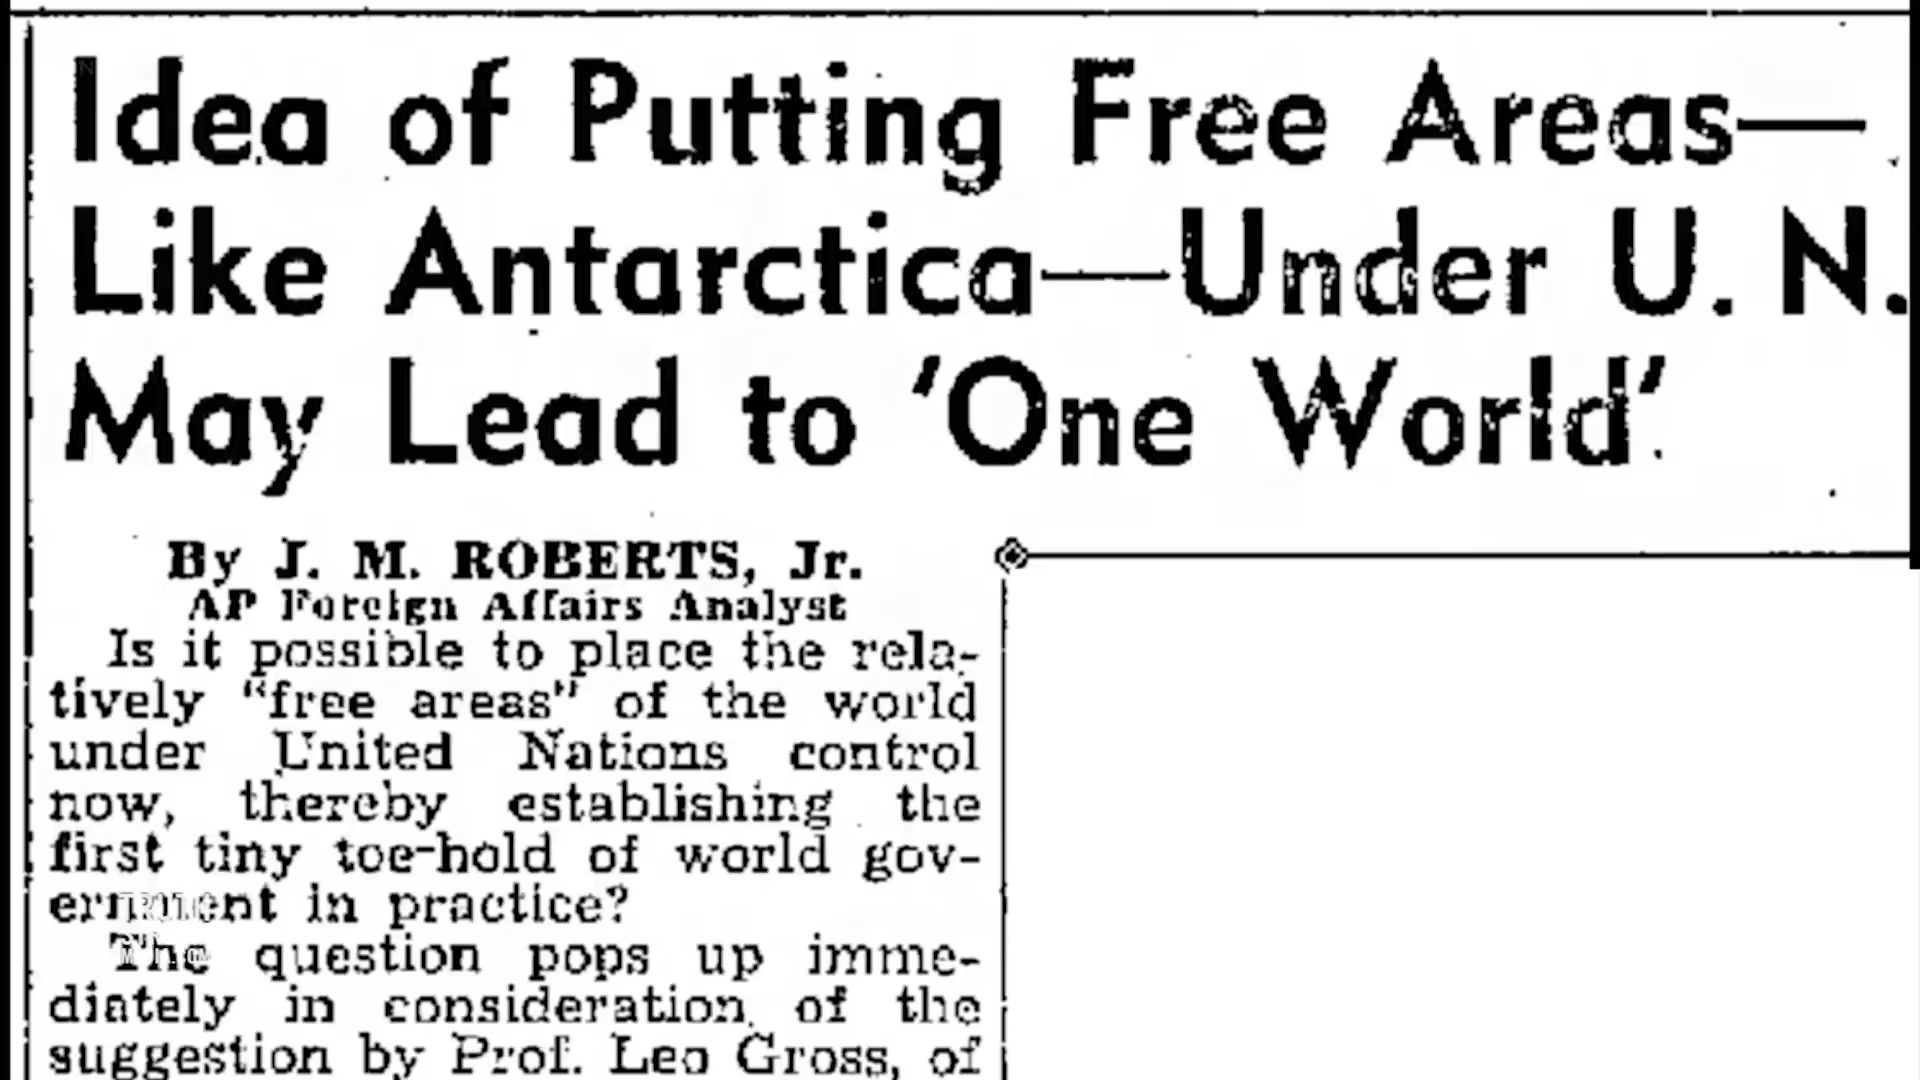 Idea of Putting Free Areas—
Like Antarctica—Under U. N.
May Lead to 'One World'
By J. M. ROBERTS, Jr.
AP Foreign Affairs Analyst
Is it possible to place the rela-
tively "free areas" of the world
under United Nations control
now, thereby establishing the
first tiny toe-hold of world gov-
ernment in practice?
The question pops up imme-
diately in consideration of the
suggestion by Prof. Leo Gross, of